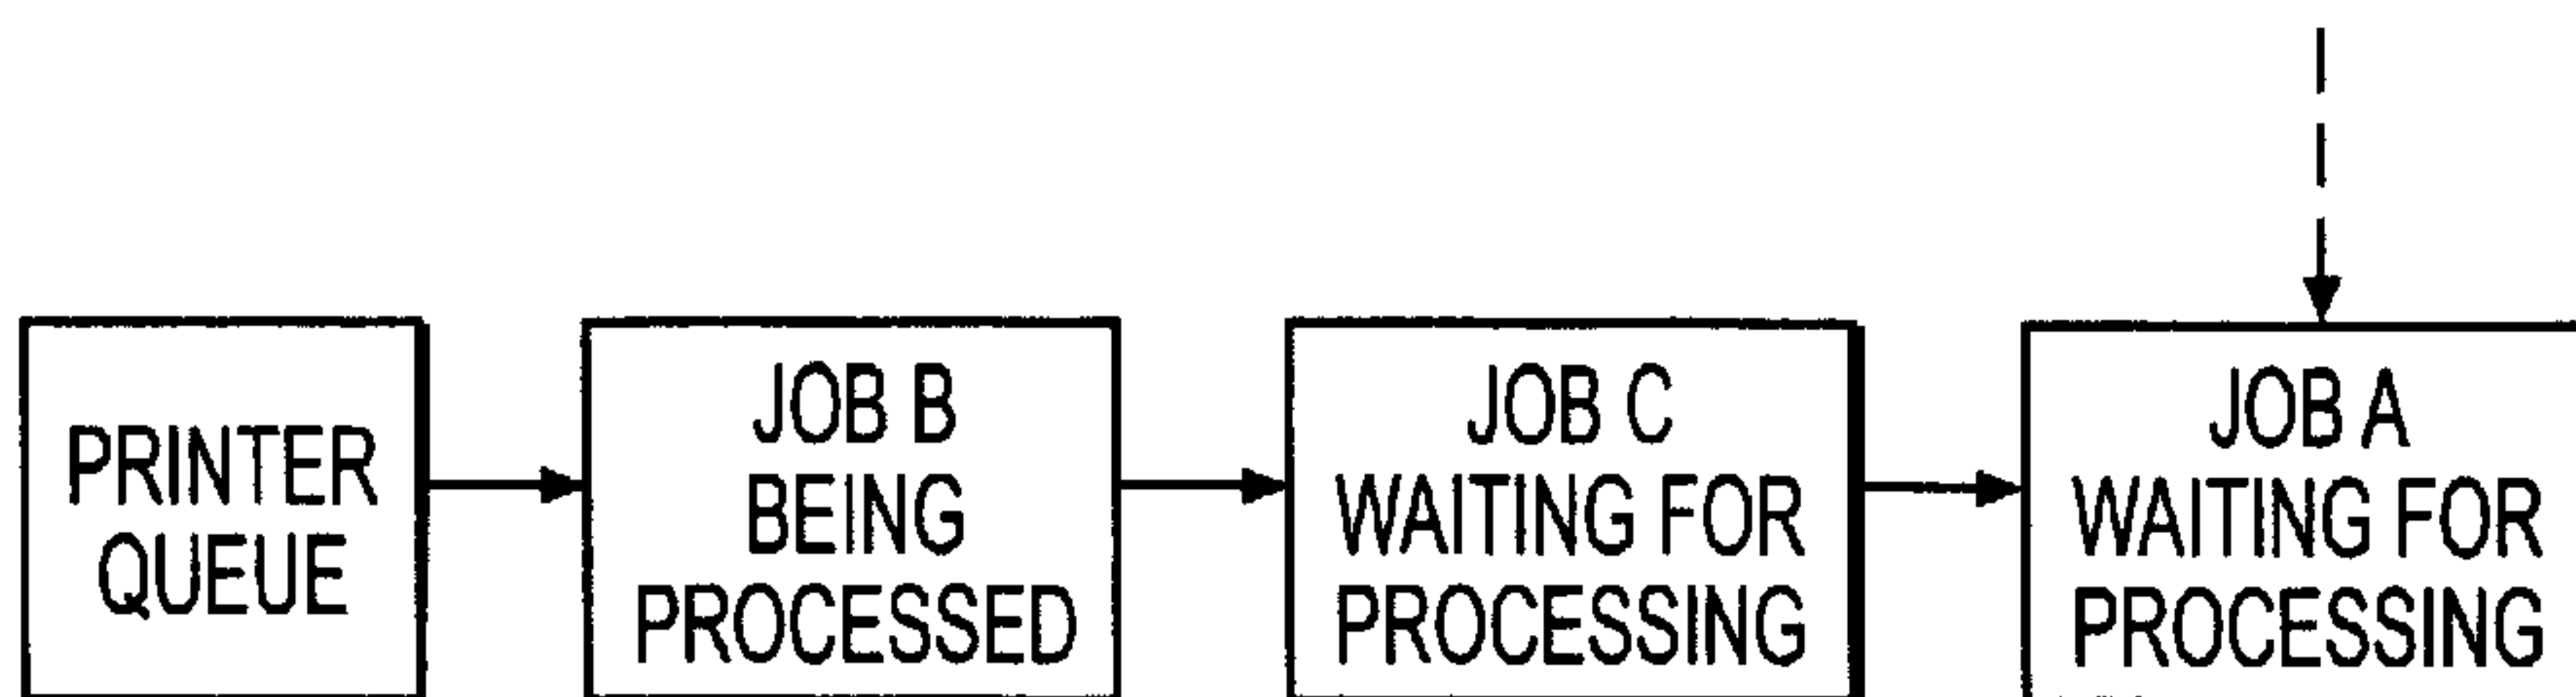 PRINTER
QUEUE
JOB B
BEING
PROCESSED
JOB C
WAITING FOR
PROCESSING
JOB A
WAITING FOR
PROCESSING